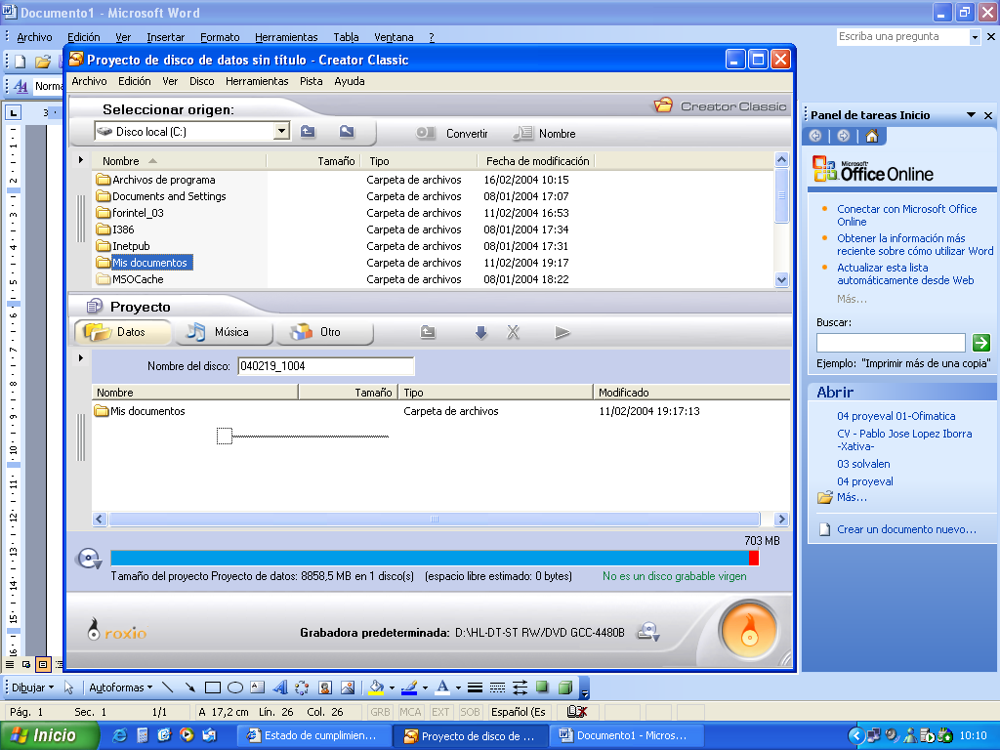 Documento1 - Microsoft Word
Archivo Edición Ver Insertar Formato Herramientas Tabla Ventana ?
Escriba una pregunta
Norma
Proyecto de disco de datos sin título - Creator Classic
Archivo Edición Ver Disco Herramientas Pista Ayuda
Seleccionar origen:
Creator Classic
Disco local (C:)
Convertir
Nombre
Nombre Tamaño Tipo Fecha de modificación
Archivos de programa Carpeta de archivos 16/02/2004 10:15
Documents and Settings Carpeta de archivos 08/01/2004 17:07
forintel_03 Carpeta de archivos 11/02/2004 16:53
I386 Carpeta de archivos 08/01/2004 17:34
Inetpub Carpeta de archivos 08/01/2004 17:31
Mis documentos Carpeta de archivos 11/02/2004 19:17
MSOCache Carpeta de archivos 08/01/2004 18:22
Proyecto
Datos Música Otro
Nombre del disco: 040219_1004
Nombre Tamaño Tipo Modificado
Mis documentos Carpeta de archivos 11/02/2004 19:17:13
703 MB
Tamaño del proyecto Proyecto de datos: 8858,5 MB en 1 disco(s) (espacio libre estimado: 0 bytes) No es un disco grabable virgen
roxio
Grabadora predeterminada: D:\HL-DT-ST RW/DVD GCC-4480B
Panel de tareas Inicio
Microsoft
Office Online
Conectar con Microsoft Office
Online
Obtener la información más
reciente sobre cómo utilizar Word
Actualizar esta lista
automáticamente desde Web
Más...
Buscar:
Ejemplo: "Imprimir más de una copia"
Abrir
04 proyeval 01-Ofimatica
CV - Pablo Jose Lopez Iborra
-Xativa-
03 solvalen
04 proyeval
Más...
Crear un documento nuevo...
Dibujar Autoformas
Pág. 1 Sec. 1 1/1 A 17,2 cm Lín. 26 Col. 26 GRB MCA EXT SOB Español (Es
Inicio
Estado de cumplimien...
Proyecto de disco de ...
Documento1 - Micros...
10:10